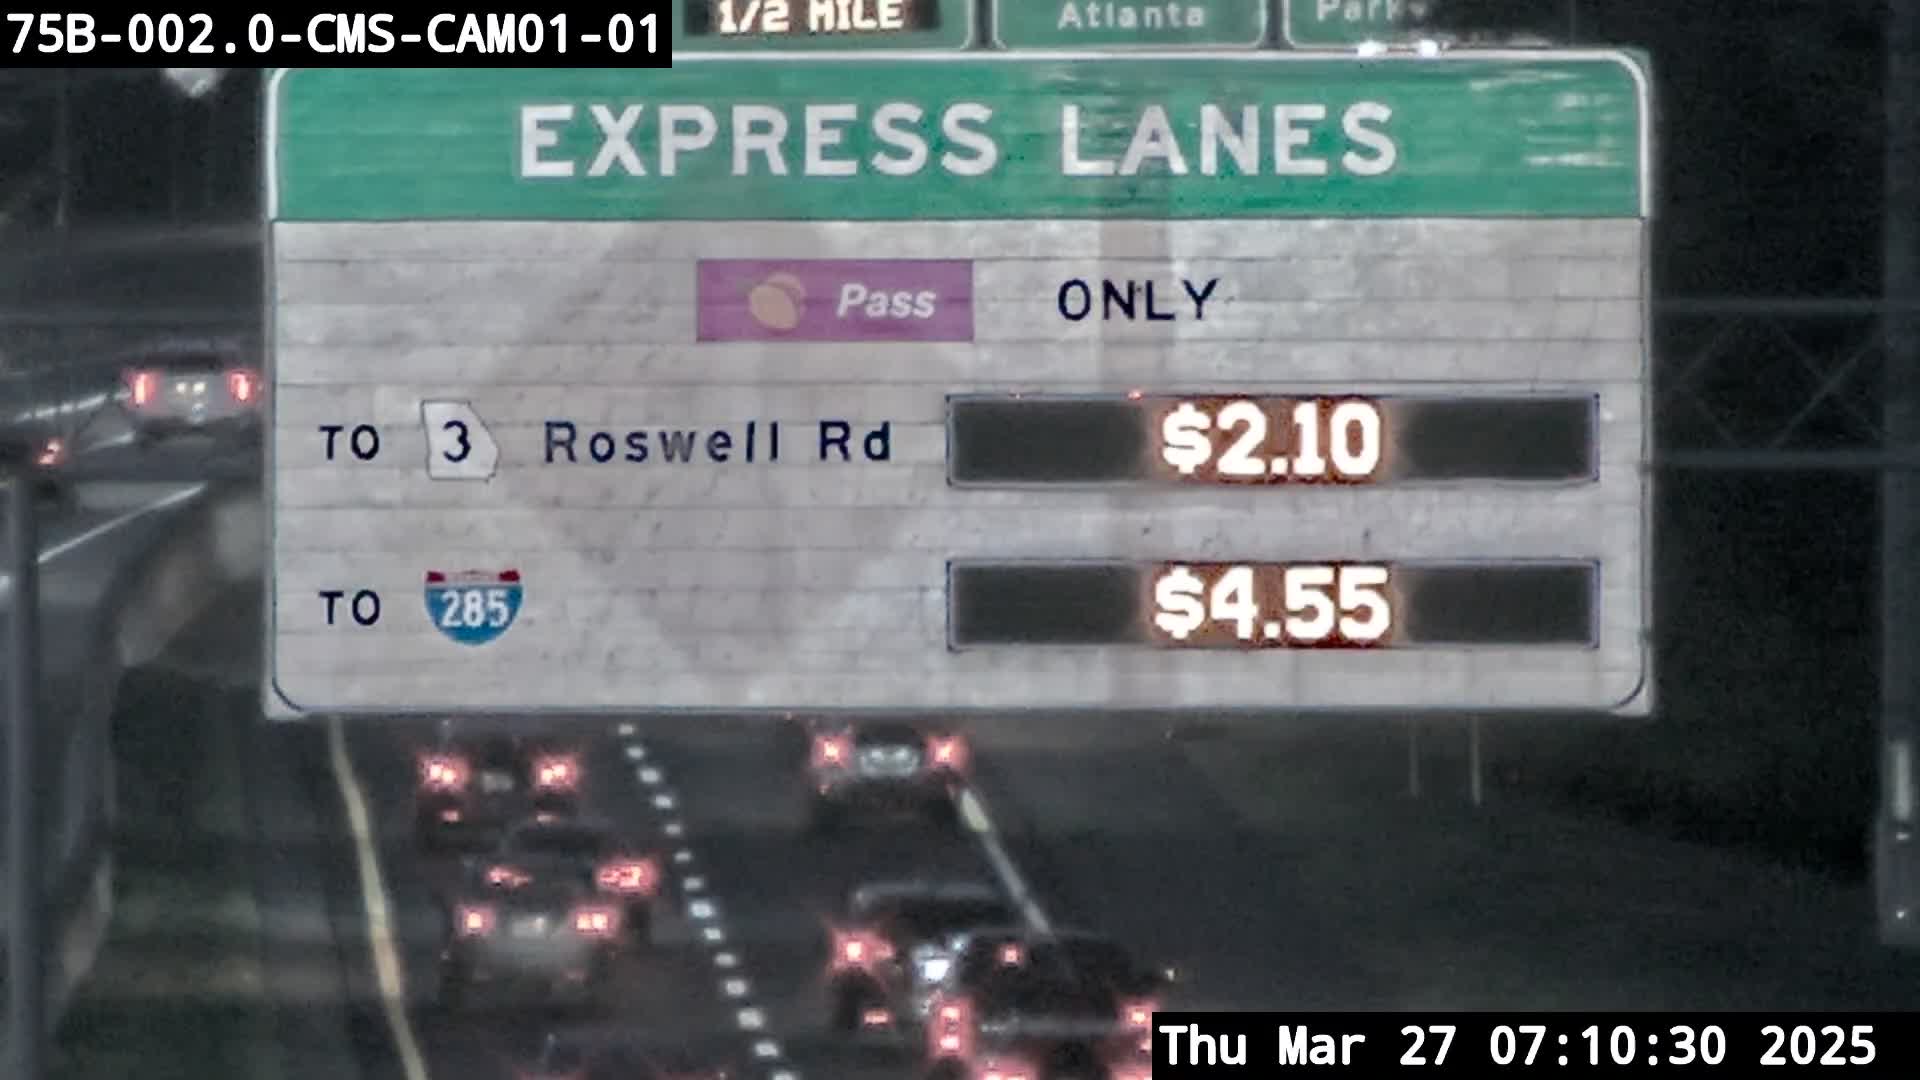 75B-002.0-CMS-CAM01-01
1/2 MILE
Atlanta
Park
EXPRESS LANES
Pass ONLY
TO 3 Roswell Rd $2.10
TO 285 $4.55
Thu Mar 27 07:10:30 2025